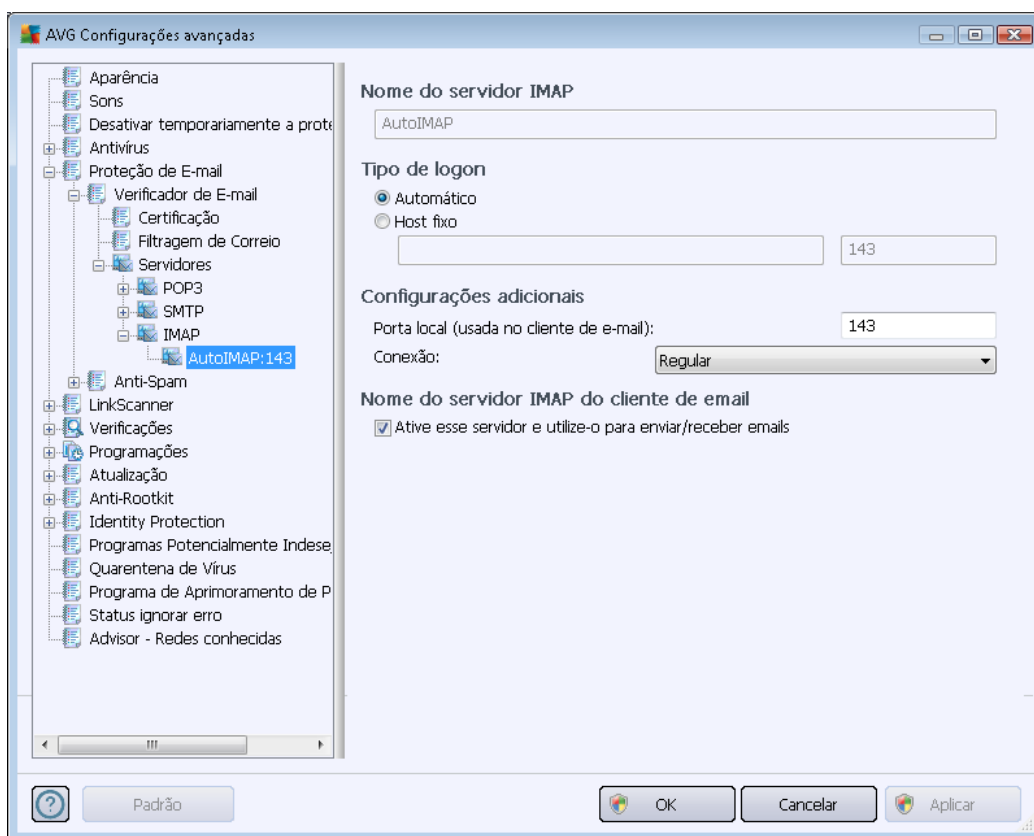 AVG Configurações avançadas
Aparência
Sons
Desativar temporariamente a prote
Antivírus
Proteção de E-mail
Verificador de E-mail
Certificação
Filtragem de Correio
Servidores
POP3
SMTP
IMAP
AutoIMAP:143
Anti-Spam
LinkScanner
Verificações
Programações
Atualização
Anti-Rootkit
Identity Protection
Programas Potencialmente Indese
Quarentena de Vírus
Programa de Aprimoramento de P
Status ignorar erro
Advisor - Redes conhecidas
Nome do servidor IMAP
AutoIMAP
Tipo de logon
Automático
Host fixo
143
Configurações adicionais
Porta local (usada no cliente de e-mail): 143
Conexão: Regular
Nome do servidor IMAP do cliente de email
Ative esse servidor e utilize-o para enviar/receber emails
Padrão OK Cancelar Aplicar